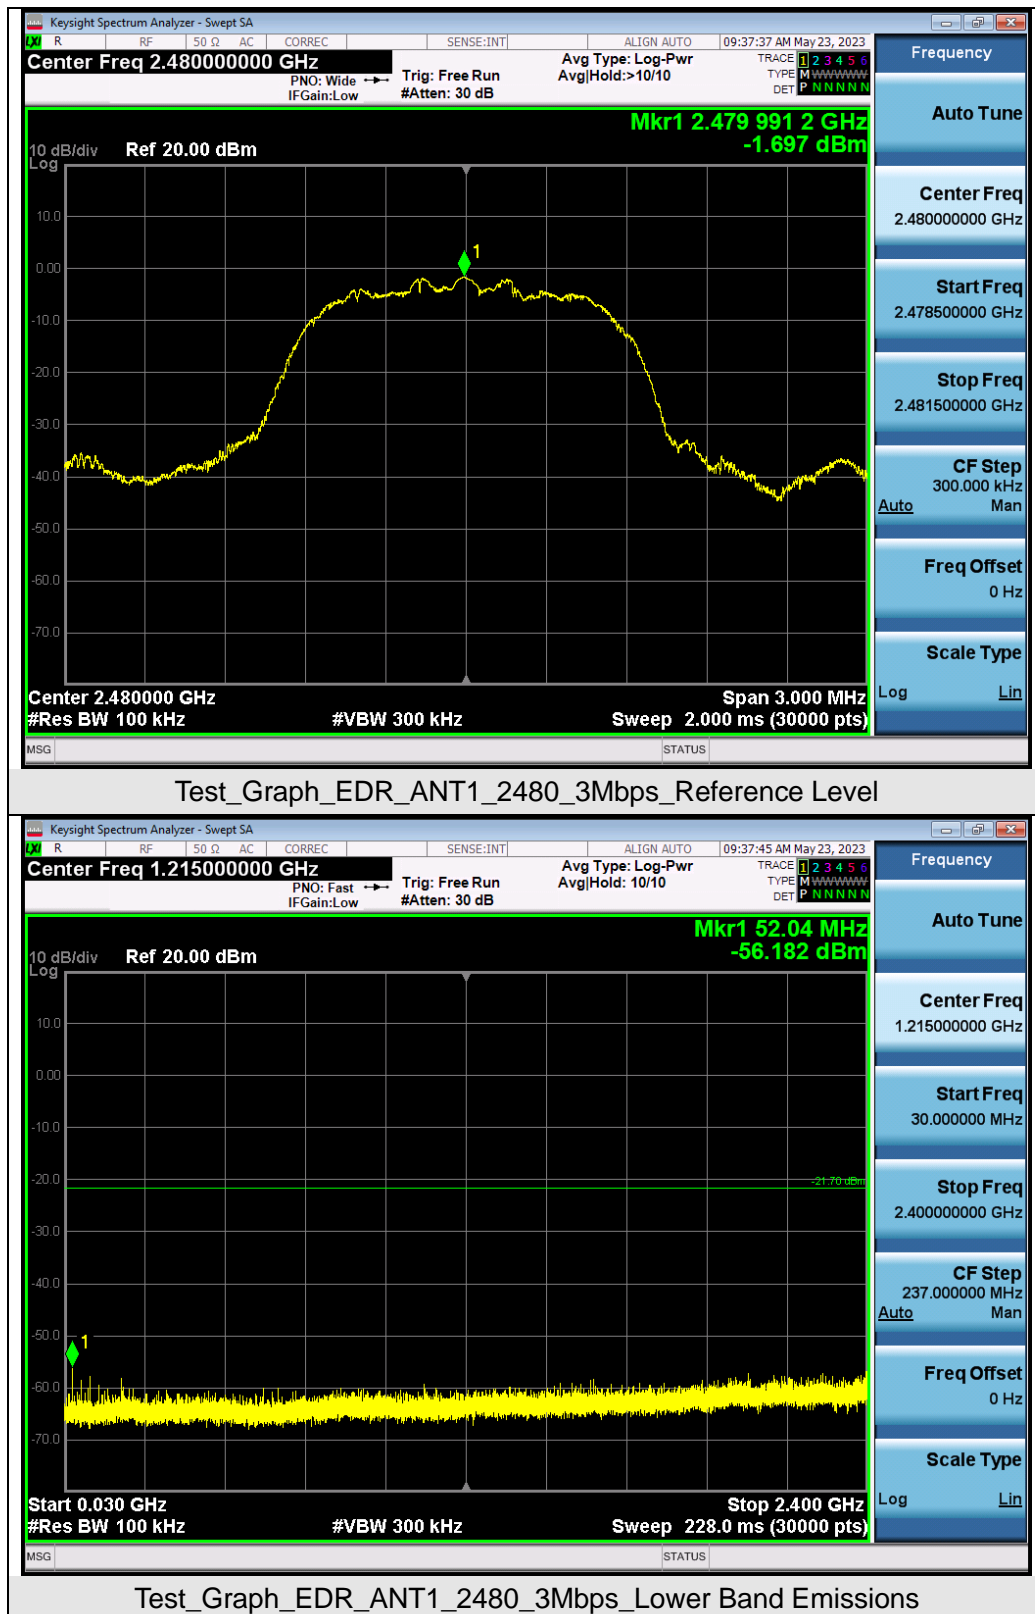 Keysight Spectrum Analyzer - Swept SA
LXI R RF 50 Ω AC CORREC SENSE:INT ALIGN AUTO 09:37:37 AM May 23, 2023
Center Freq 2.480000000 GHz
PNO: Wide
IFGain:Low
Trig: Free Run
#Atten: 30 dB
Avg Type: Log-Pwr
Avg|Hold:>10/10
TRACE 1 2 3 4 5 6
TYPE M W W W W W
DET P N N N N N
Mkr1 2.479 991 2 GHz
-1.697 dBm
10 dB/div Ref 20.00 dBm
Log
10.0
0.00
-10.0
-20.0
-30.0
-40.0
-50.0
-60.0
-70.0
1
Center 2.480000 GHz Span 3.000 MHz
#Res BW 100 kHz #VBW 300 kHz Sweep 2.000 ms (30000 pts)
MSG STATUS
Frequency
Auto Tune
Center Freq
2.480000000 GHz
Start Freq
2.478500000 GHz
Stop Freq
2.481500000 GHz
CF Step
300.000 kHz
Auto Man
Freq Offset
0 Hz
Scale Type
Log Lin
Test_Graph_EDR_ANT1_2480_3Mbps_Reference Level
Keysight Spectrum Analyzer - Swept SA
LXI R RF 50 Ω AC CORREC SENSE:INT ALIGN AUTO 09:37:45 AM May 23, 2023
Center Freq 1.215000000 GHz
PNO: Fast
IFGain:Low
Trig: Free Run
#Atten: 30 dB
Avg Type: Log-Pwr
Avg|Hold: 10/10
TRACE 1 2 3 4 5 6
TYPE M W W W W W
DET P N N N N N
Mkr1 52.04 MHz
-56.182 dBm
10 dB/div Ref 20.00 dBm
Log
10.0
0.00
-10.0
-20.0
-30.0
-40.0
-50.0
-60.0
-70.0
-21.70 dBm
1
Start 0.030 GHz Stop 2.400 GHz
#Res BW 100 kHz #VBW 300 kHz Sweep 228.0 ms (30000 pts)
MSG STATUS
Frequency
Auto Tune
Center Freq
1.215000000 GHz
Start Freq
30.000000 MHz
Stop Freq
2.400000000 GHz
CF Step
237.000000 MHz
Auto Man
Freq Offset
0 Hz
Scale Type
Log Lin
Test_Graph_EDR_ANT1_2480_3Mbps_Lower Band Emissions